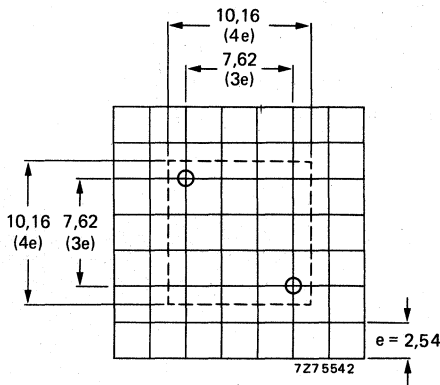 10,16
(4e)
7,62
(3e)
10,16 7,62
(4e) (3e)
e = 2,54
7Z75542